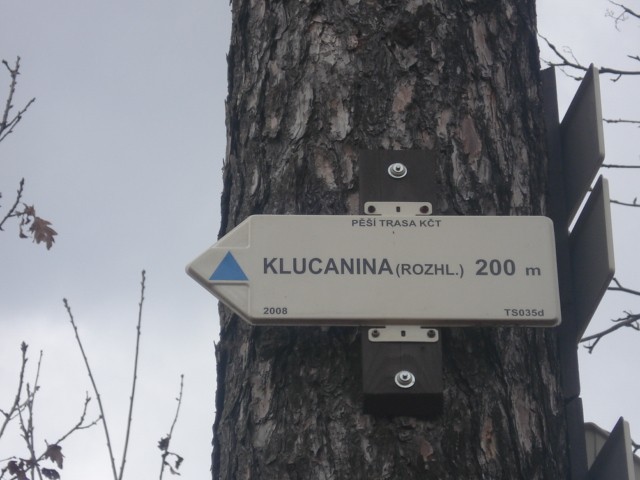 PĚŠÍ TRASA KČT
KLUCANINA (ROZHL.) 200 m
2008 TS035d